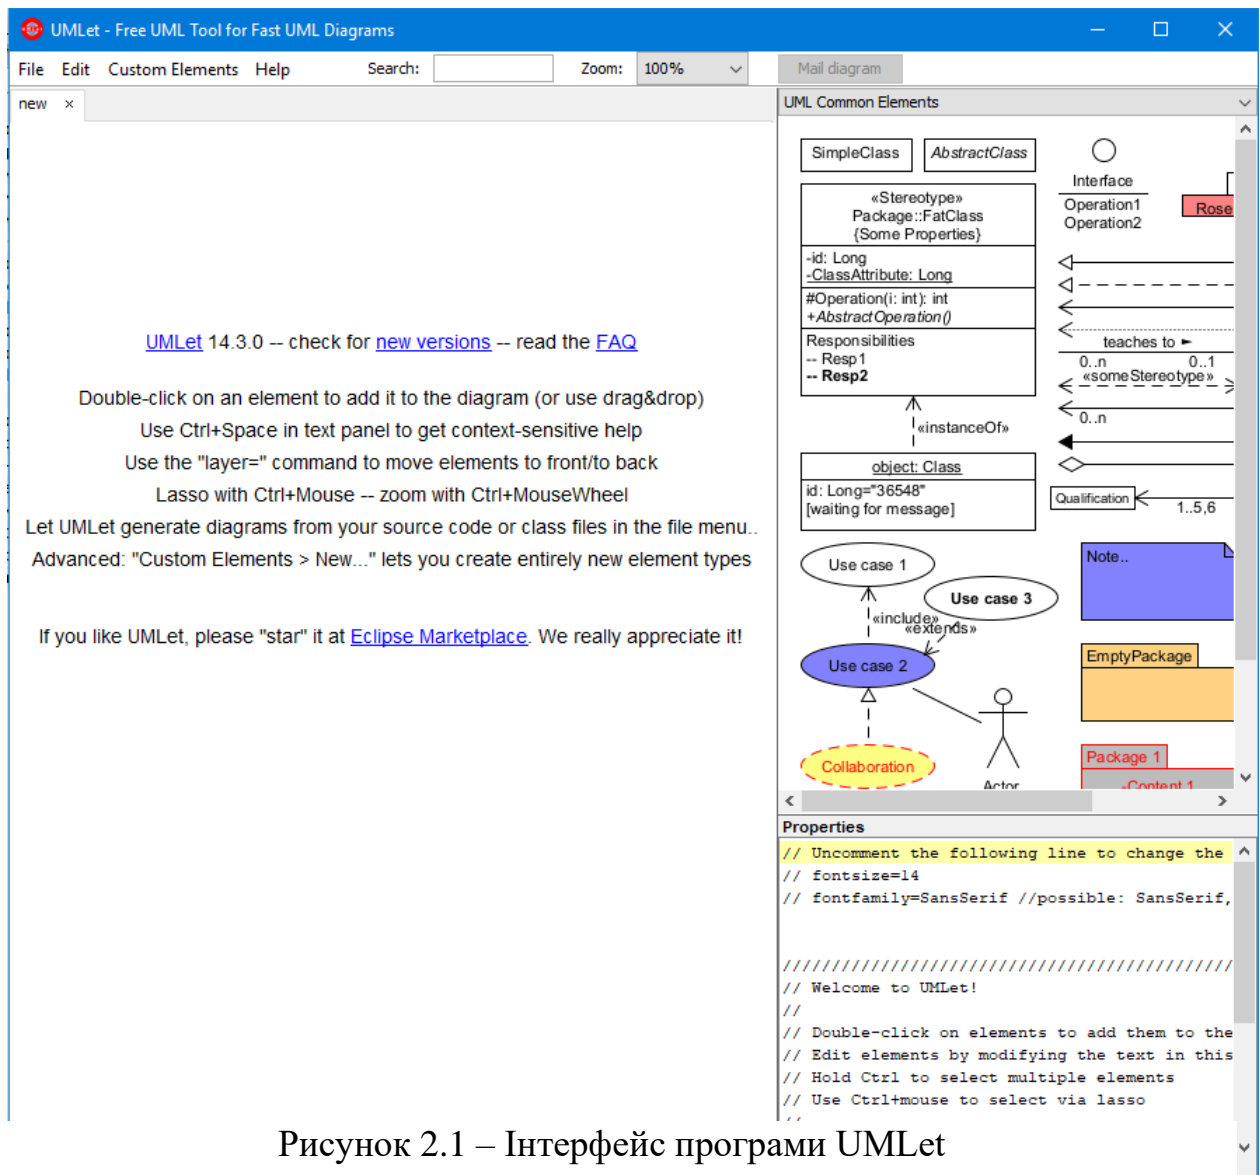 UMLet - Free UML Tool for Fast UML Diagrams
File Edit Custom Elements Help Search: Zoom: 100% Mail diagram
new ×
UMLet 14.3.0 -- check for new versions -- read the FAQ
Double-click on an element to add it to the diagram (or use drag&drop)
Use Ctrl+Space in text panel to get context-sensitive help
Use the "layer=" command to move elements to front/to back
Lasso with Ctrl+Mouse -- zoom with Ctrl+MouseWheel
Let UMLet generate diagrams from your source code or class files in the file menu..
Advanced: "Custom Elements > New..." lets you create entirely new element types
If you like UMLet, please "star" it at Eclipse Marketplace. We really appreciate it!
UML Common Elements
SimpleClass
AbstractClass
«Stereotype»
Package::FatClass
{Some Properties}
-id: Long
-ClassAttribute: Long
#Operation(i: int): int
+AbstractOperation()
Responsibilities
-- Resp1
-- Resp2
«instanceOf»
object: Class
id: Long="36548"
[waiting for message]
Use case 1
Use case 3
«include»
«extends»
Use case 2
Collaboration
Actor
Interface
Operation1
Operation2
Rose
teaches to ►
0..n 0..1
«someStereotype»
0..n
Qualification
1..5,6
Note..
EmptyPackage
Package 1
-Content 1
Properties
// Uncomment the following line to change the
// fontsize=14
// fontfamily=SansSerif //possible: SansSerif,
//////////////////////////////////////////////
// Welcome to UMLet!
//
// Double-click on elements to add them to the
// Edit elements by modifying the text in this
// Hold Ctrl to select multiple elements
// Use Ctrl+mouse to select via lasso
//
Рисунок 2.1 – Інтерфейс програми UMLet